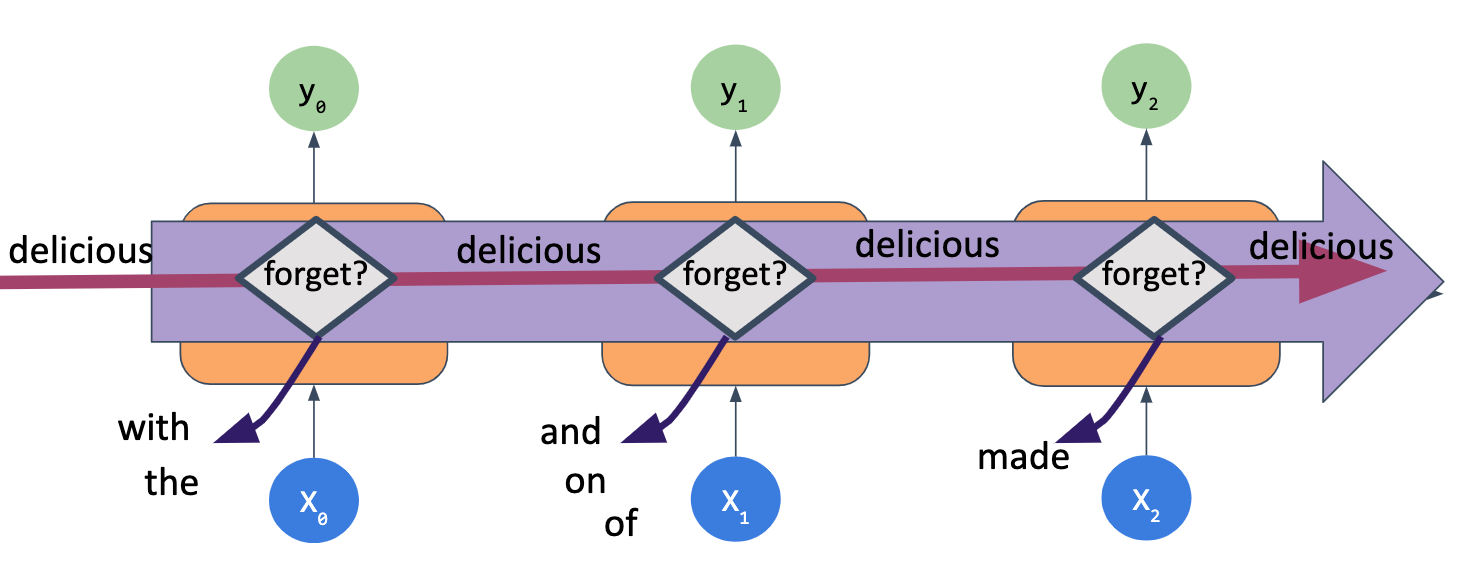 y₀
y₁
y₂
delicious
delicious
delicious
delicious
forget?
forget?
forget?
with
the
and
on
of
made
X₀
X₁
X₂